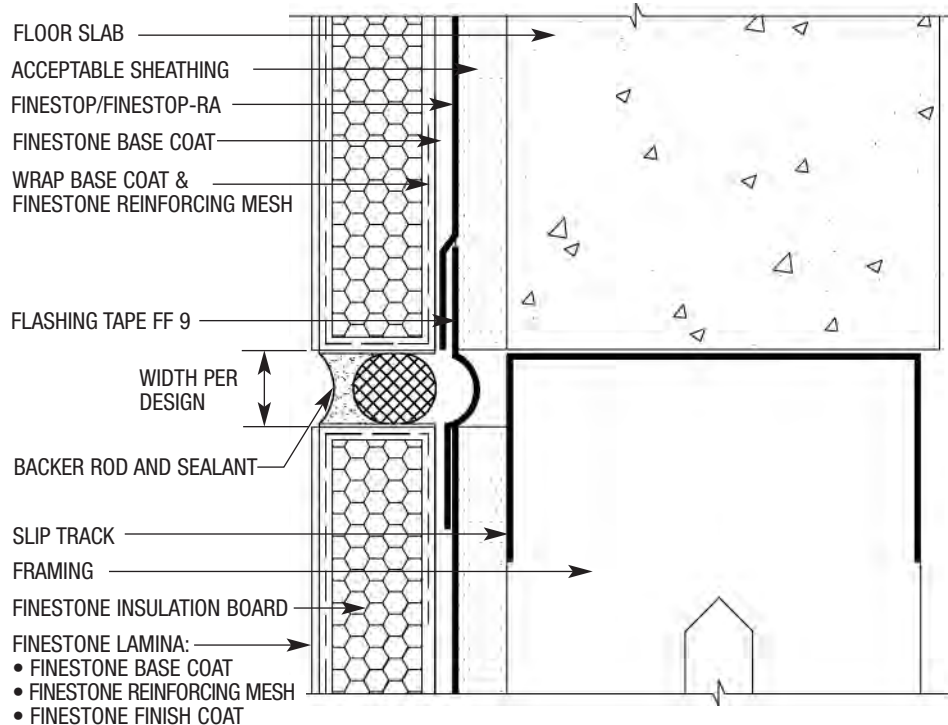 FLOOR SLAB
ACCEPTABLE SHEATHING
FINESTOP/FINESTOP-RA
FINESTONE BASE COAT
WRAP BASE COAT &
FINESTONE REINFORCING MESH
FLASHING TAPE FF 9
WIDTH PER
DESIGN
BACKER ROD AND SEALANT
SLIP TRACK
FRAMING
FINESTONE INSULATION BOARD
FINESTONE LAMINA:
• FINESTONE BASE COAT
• FINESTONE REINFORCING MESH
• FINESTONE FINISH COAT